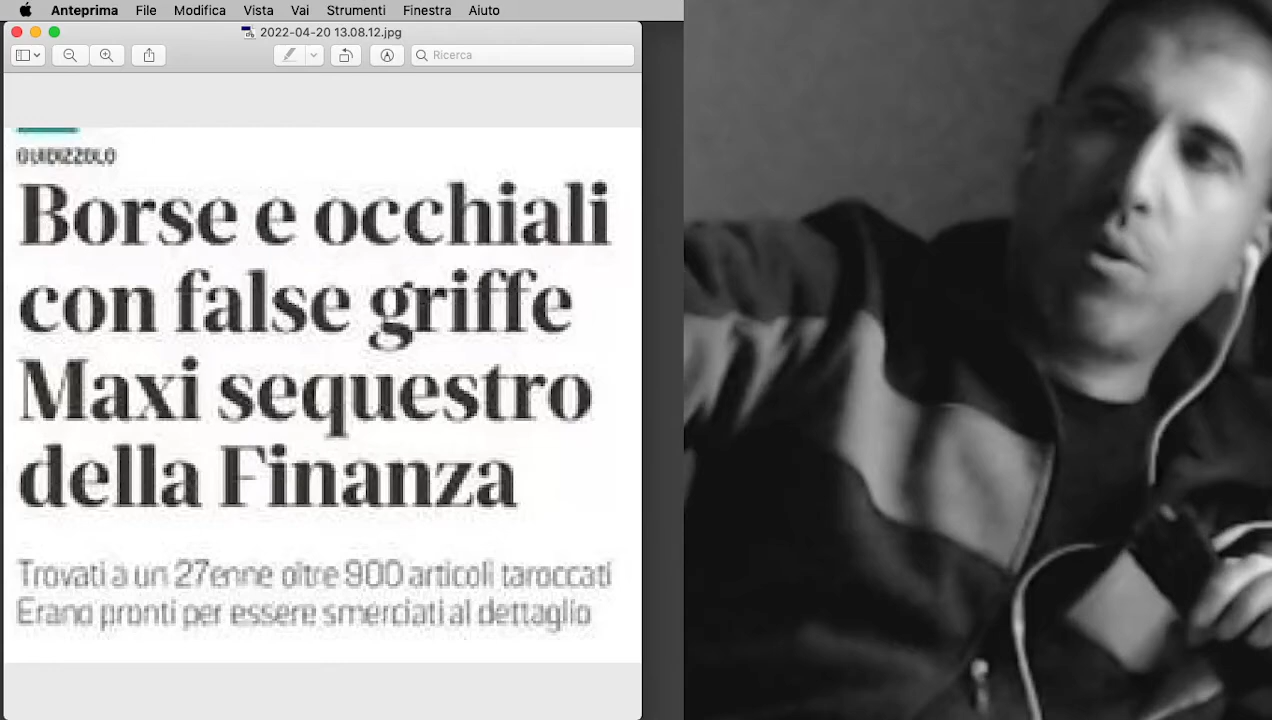 Anteprima File Modifica Vista Vai Strumenti Finestra Aiuto
2022-04-20 13.08.12.jpg
Ricerca
GUIDIZZOLO
Borse e occhiali
con false griffe
Maxi sequestro
della Finanza
Trovati a un 27enne oltre 900 articoli taroccati
Erano pronti per essere smerciati al dettaglio